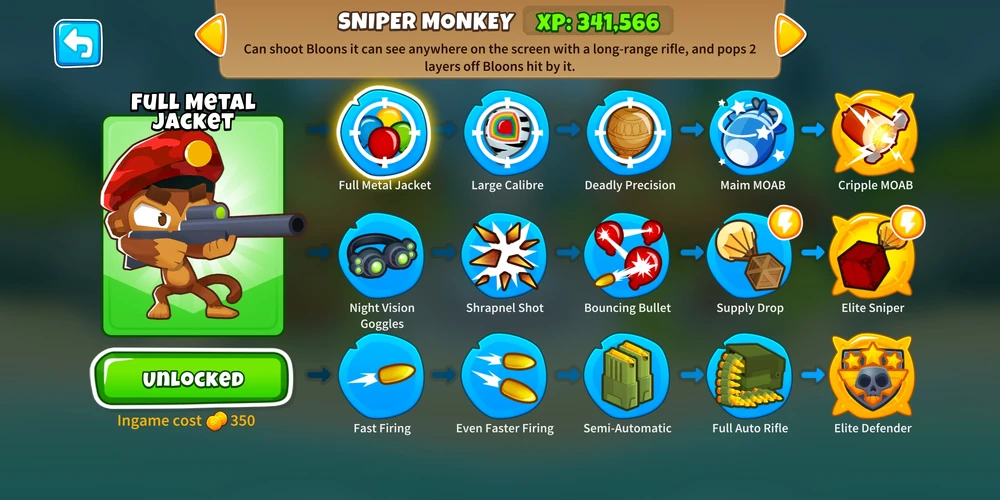 SNIPER MONKEY XP: 341,566
Can shoot Bloons it can see anywhere on the screen with a long-range rifle, and pops 2
layers off Bloons hit by it.
FULL METAL
JACKET
Full Metal Jacket
Large Calibre
Deadly Precision
Maim MOAB
Cripple MOAB
Night Vision
Goggles
Shrapnel Shot
Bouncing Bullet
Supply Drop
Elite Sniper
UNLOCKED
Ingame cost 350
Fast Firing
Even Faster Firing
Semi-Automatic
Full Auto Rifle
Elite Defender